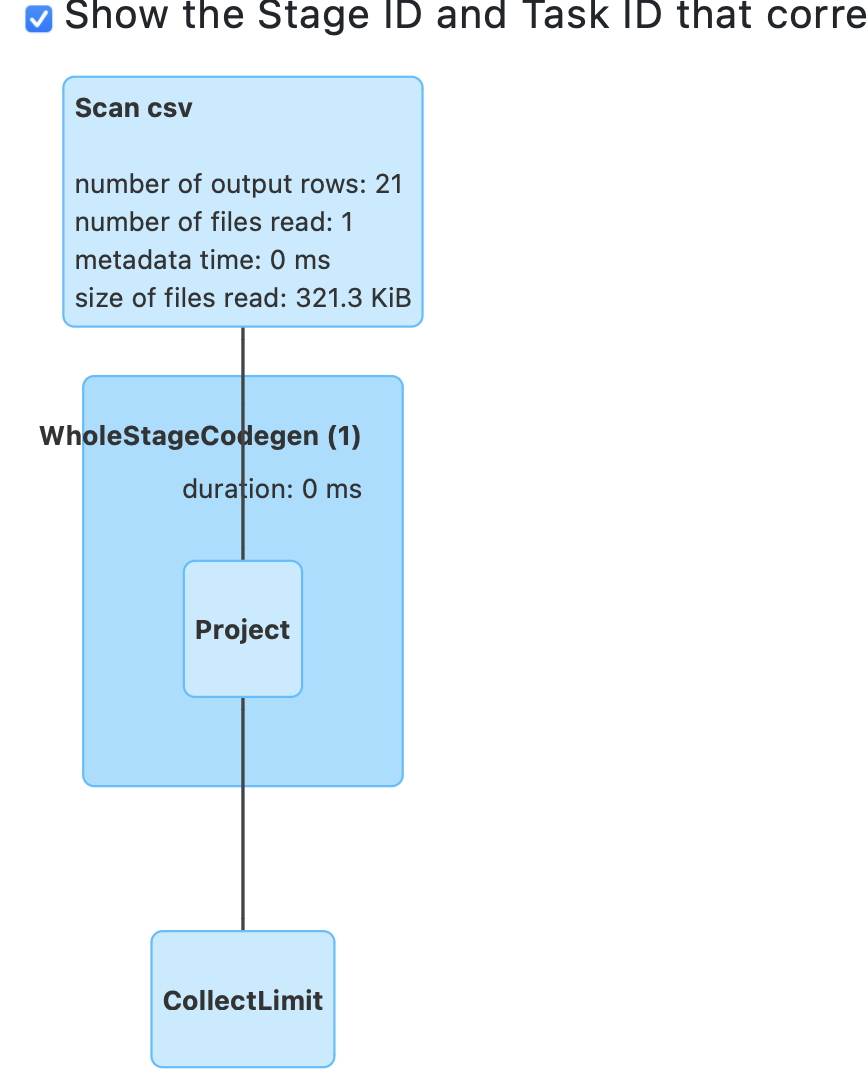 Show the Stage ID and Task ID that corre
Scan csv
number of output rows: 21
number of files read: 1
metadata time: 0 ms
size of files read: 321.3 KiB
WholeStageCodegen (1)
duration: 0 ms
Project
CollectLimit